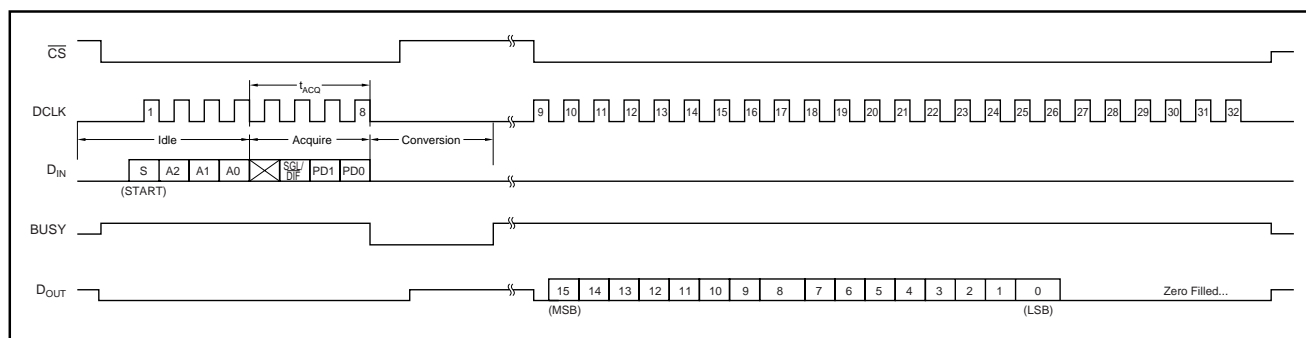 CS
tACQ
DCLK 1 8 9 10 11 12 13 14 15 16 17 18 19 20 21 22 23 24 25 26 27 28 29 30 31 32
Idle Acquire Conversion
DIN S A2 A1 A0 SGL/DIF PD1 PD0
(START)
BUSY
DOUT 15 14 13 12 11 10 9 8 7 6 5 4 3 2 1 0 Zero Filled...
(MSB) (LSB)